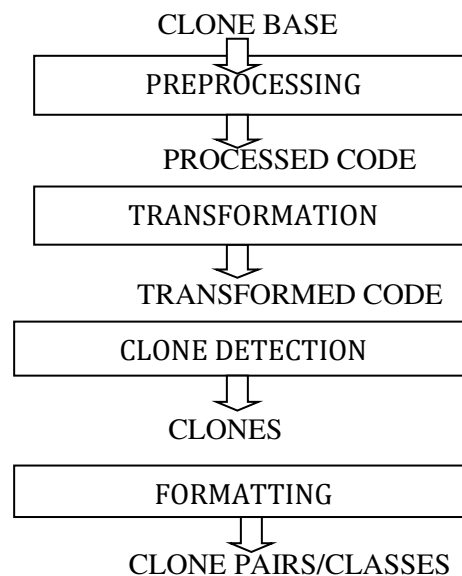 CLONE BASE
PREPROCESSING
PROCESSED CODE
TRANSFORMATION
TRANSFORMED CODE
CLONE DETECTION
CLONES
FORMATTING
CLONE PAIRS/CLASSES